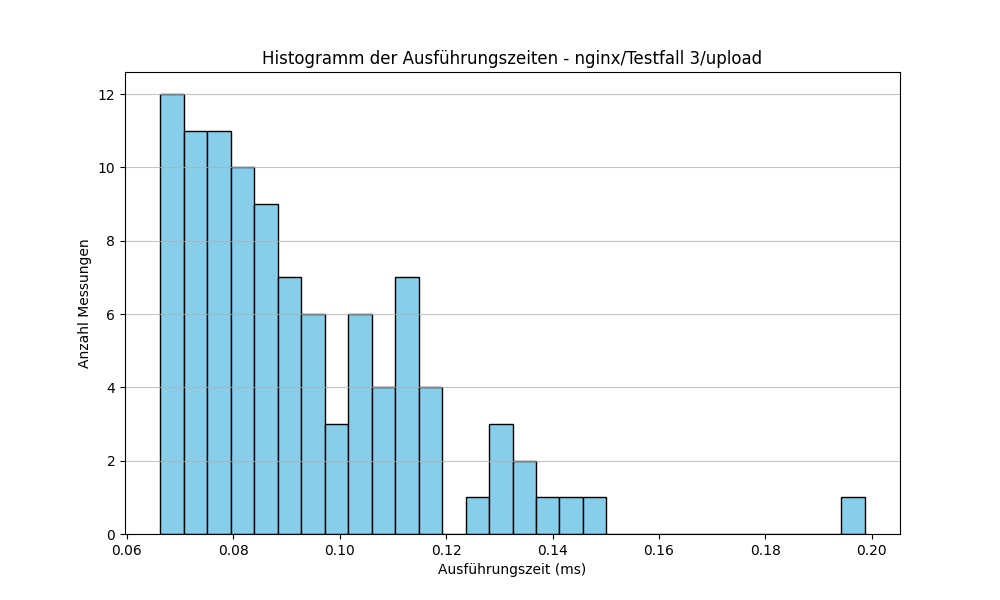 Histogramm der Ausführungszeiten - nginx/Testfall 3/upload
12
10
8
6
4
2
0
Anzahl Messungen
0.06 0.08 0.10 0.12 0.14 0.16 0.18 0.20
Ausführungszeit (ms)